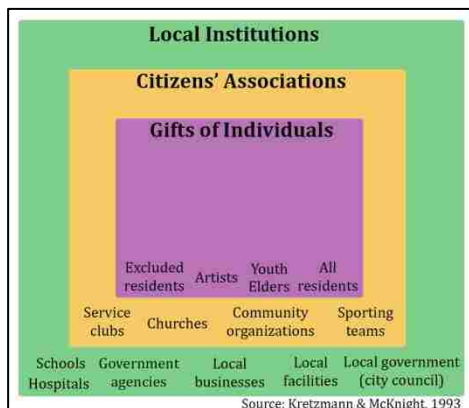 Local Institutions
Citizens' Associations
Gifts of Individuals
Excluded residents
Artists
Youth Elders
All residents
Service clubs
Churches
Community organizations
Sporting teams
Schools
Hospitals
Government agencies
Local businesses
Local facilities
Local government (city council)
Source: Kretzmann & McKnight, 1993